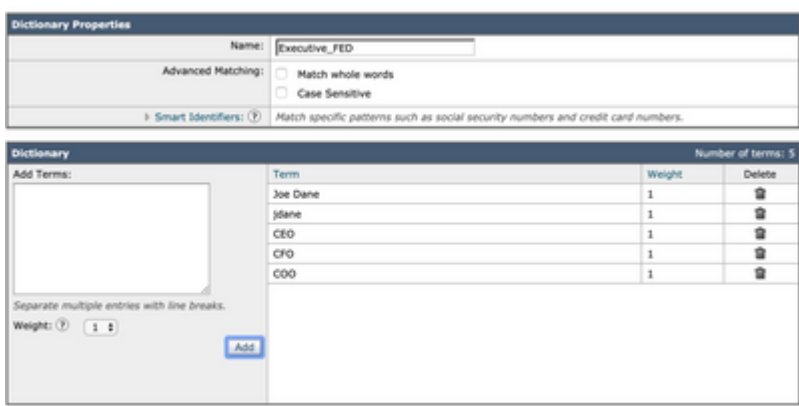 Dictionary Properties
Name: Executive_FED
Advanced Matching: Match whole words
Case Sensitive
Smart Identifiers: (?) Match specific patterns such as social security numbers and credit card numbers.
Dictionary Number of terms: 5
Add Terms: Term Weight Delete
Joe Dane 1
jdane 1
CEO 1
CFO 1
COO 1
Separate multiple entries with line breaks.
Weight: (?) 1
Add